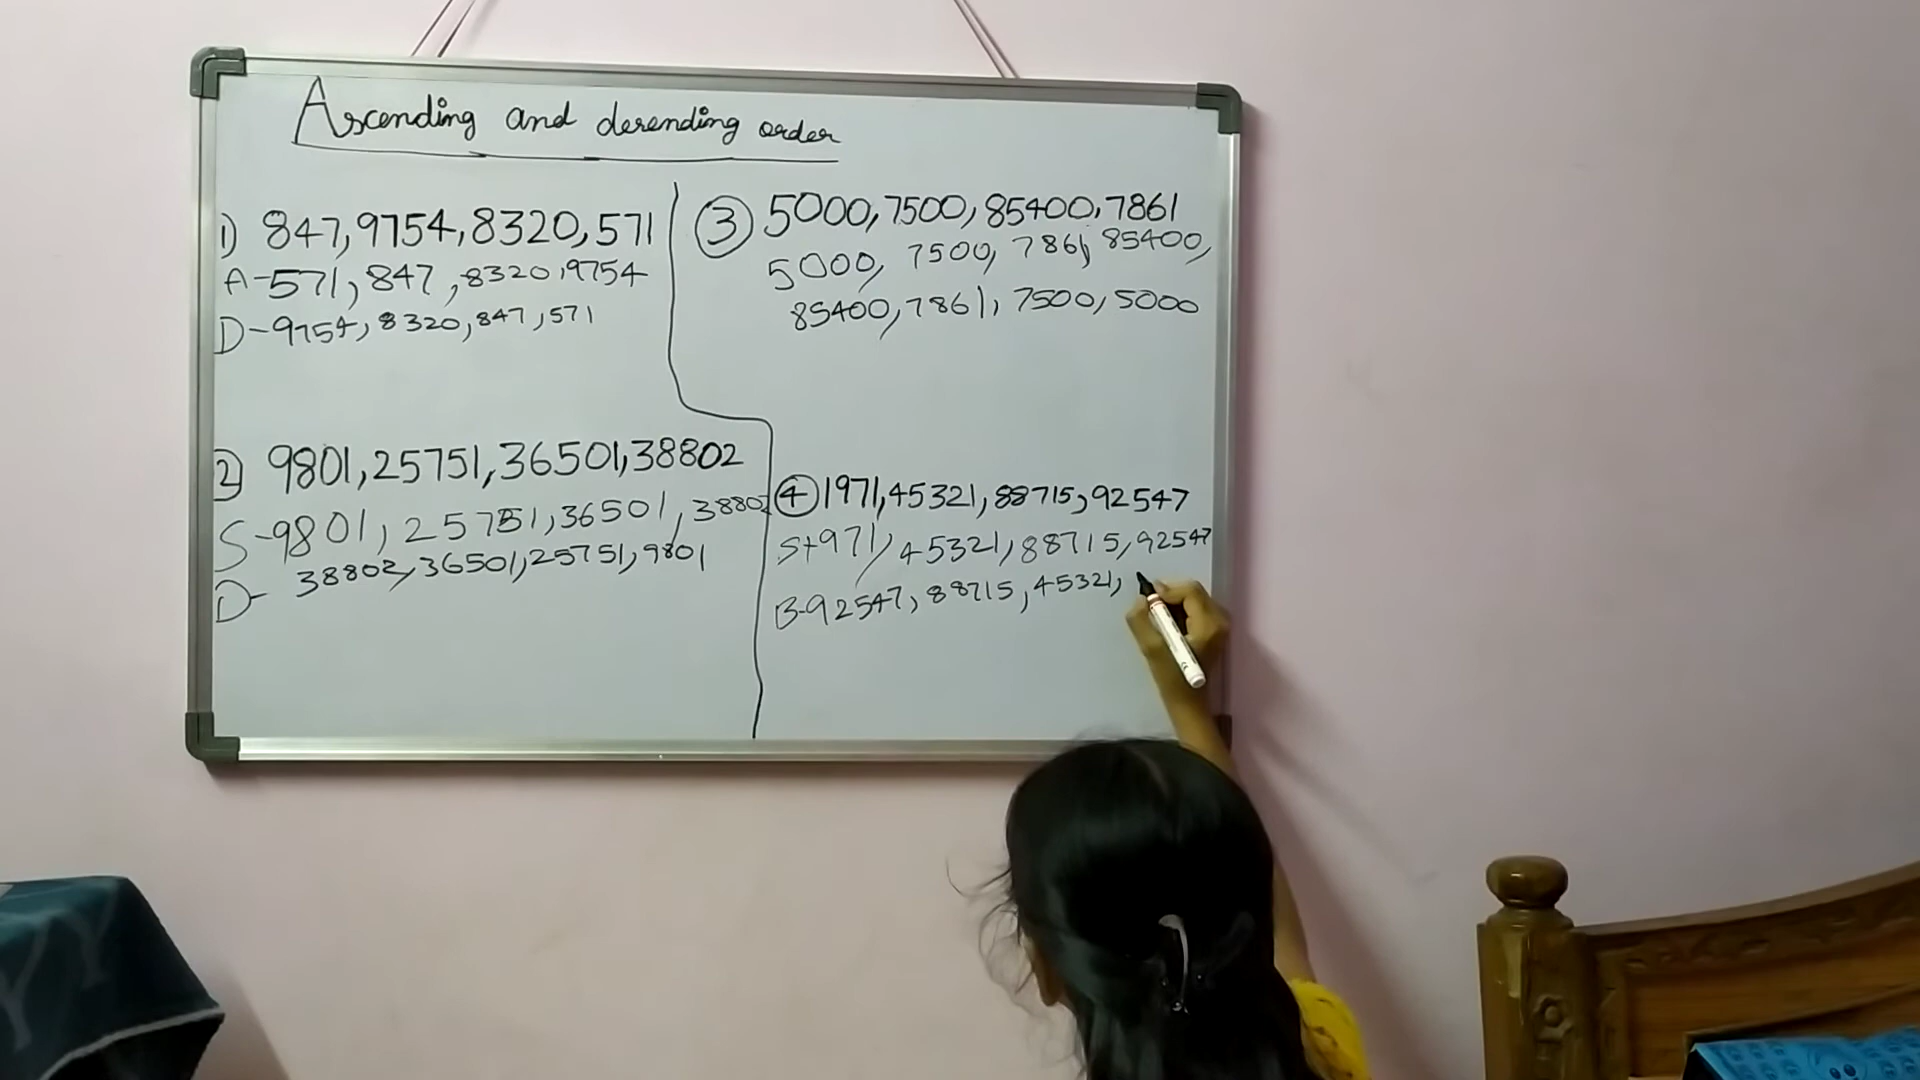 Ascending and desending order
1) 847,9754,8320,571
A-571,847,8320,9754
D-9754,8320,847,571
2 9801,25751,36501,38802
S-9801,25751,36501,38802
D- 38802,36501,25751,9801
3 5000,7500,85400,7861
5000,7500,7861,85400,
85400,7861,7500,5000
4 1971,45321,88715,92547
S-1971,45321,88715,92547
B-92547,88715,45321,